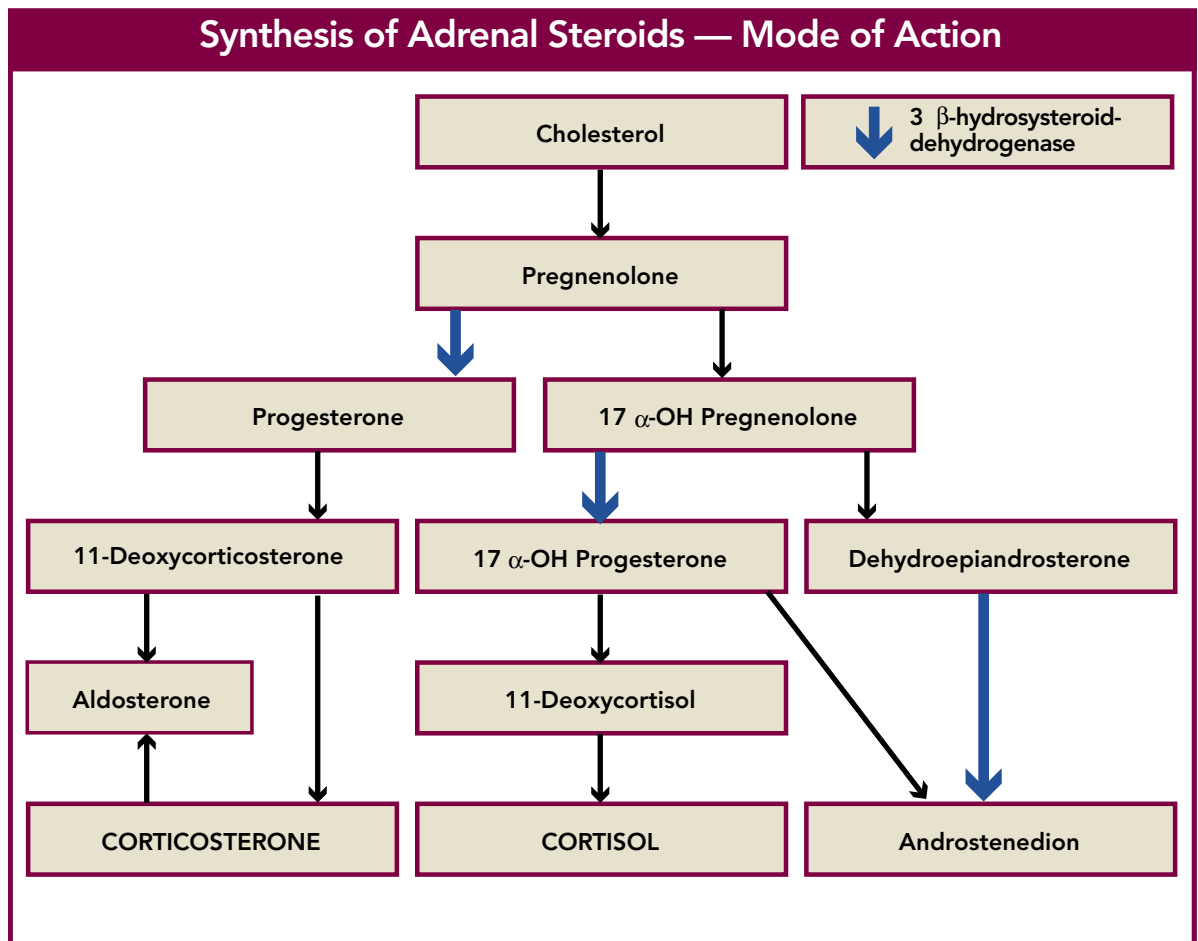 Synthesis of Adrenal Steroids — Mode of Action
Cholesterol
3 β-hydrosysteroid-
dehydrogenase
Pregnenolone
Progesterone
17 α-OH Pregnenolone
11-Deoxycorticosterone
17 α-OH Progesterone
Dehydroepiandrosterone
Aldosterone
11-Deoxycortisol
CORTICOSTERONE
CORTISOL
Androstenedion